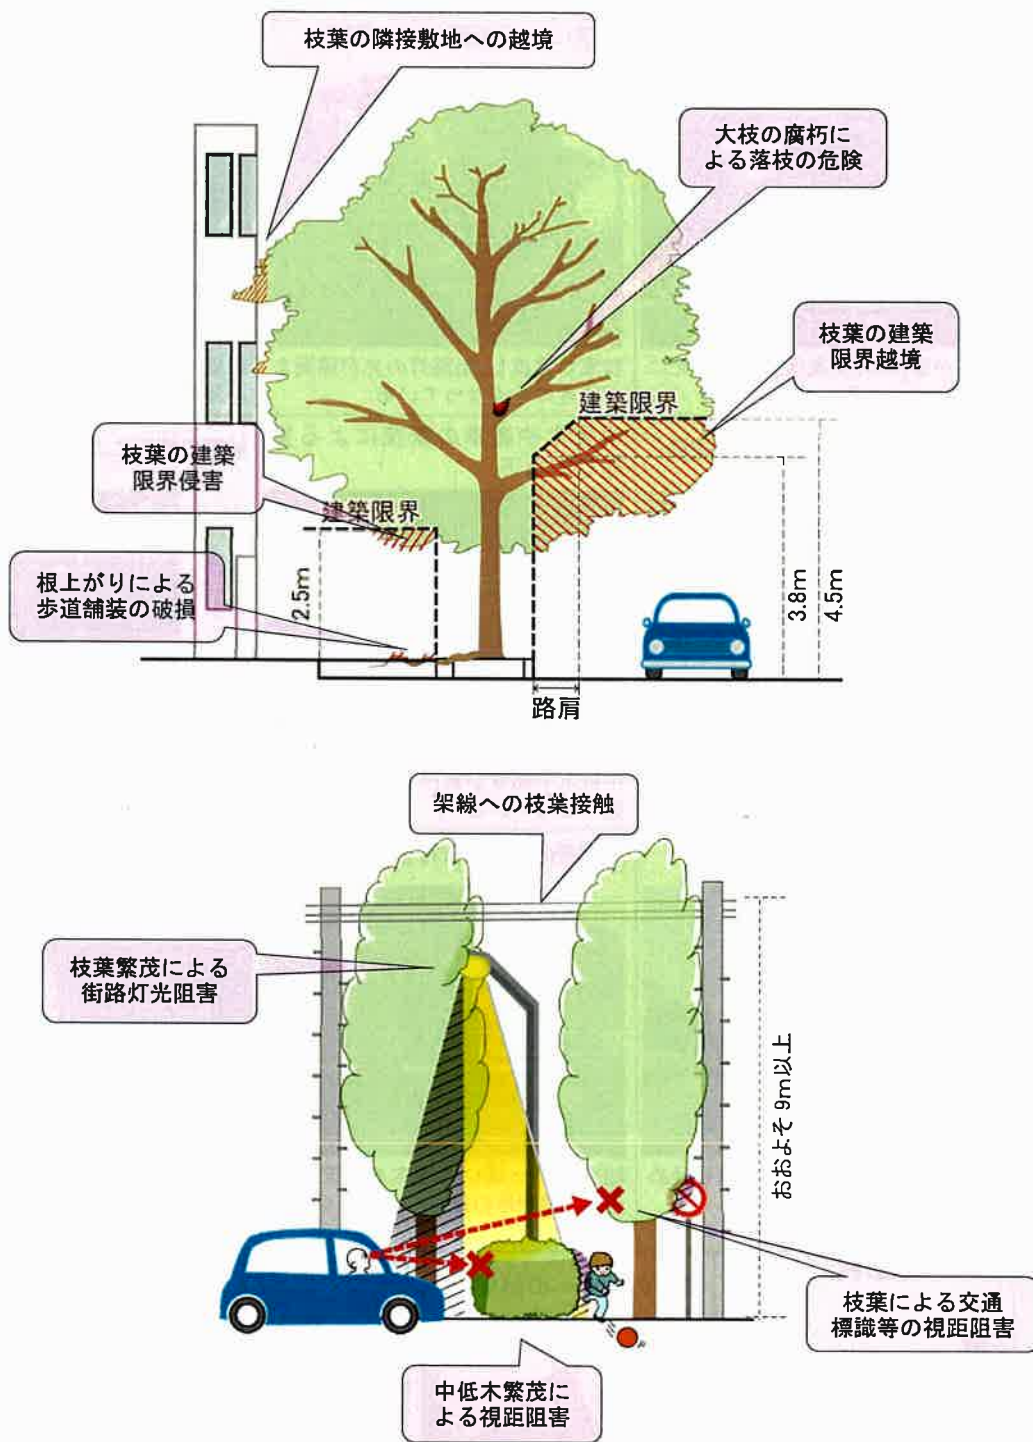 枝葉の隣接敷地への越境
大枝の腐朽に
よる落枝の危険
枝葉の建築
限界越境
建築限界
枝葉の建築
限界侵害
建築限界
根上がりによる
歩道舗装の破損
2.5m
3.8m
4.5m
路肩
架線への枝葉接触
枝葉繁茂による
街路灯光阻害
おおよそ9m以上
枝葉による交通
標識等の視距阻害
中低木繁茂に
よる視距阻害